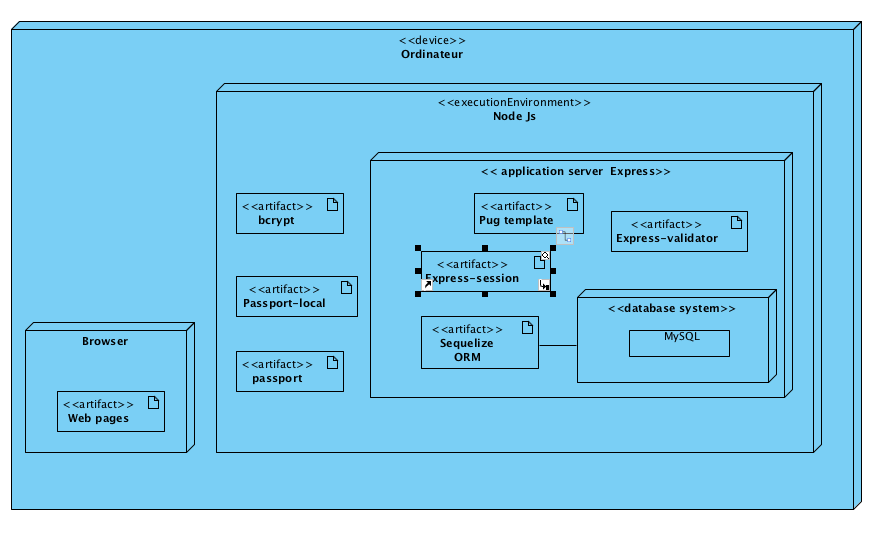 <<device>>
Ordinateur
<<executionEnvironment>>
Node Js
<< application server  Express>>
<<artifact>>
bcrypt
<<artifact>>
Pug template
<<artifact>>
Express-validator
<<artifact>>
Express-session
<<artifact>>
Passport-local
<<database system>>
MySQL
<<artifact>>
Sequelize
ORM
Browser
<<artifact>>
passport
<<artifact>>
Web pages